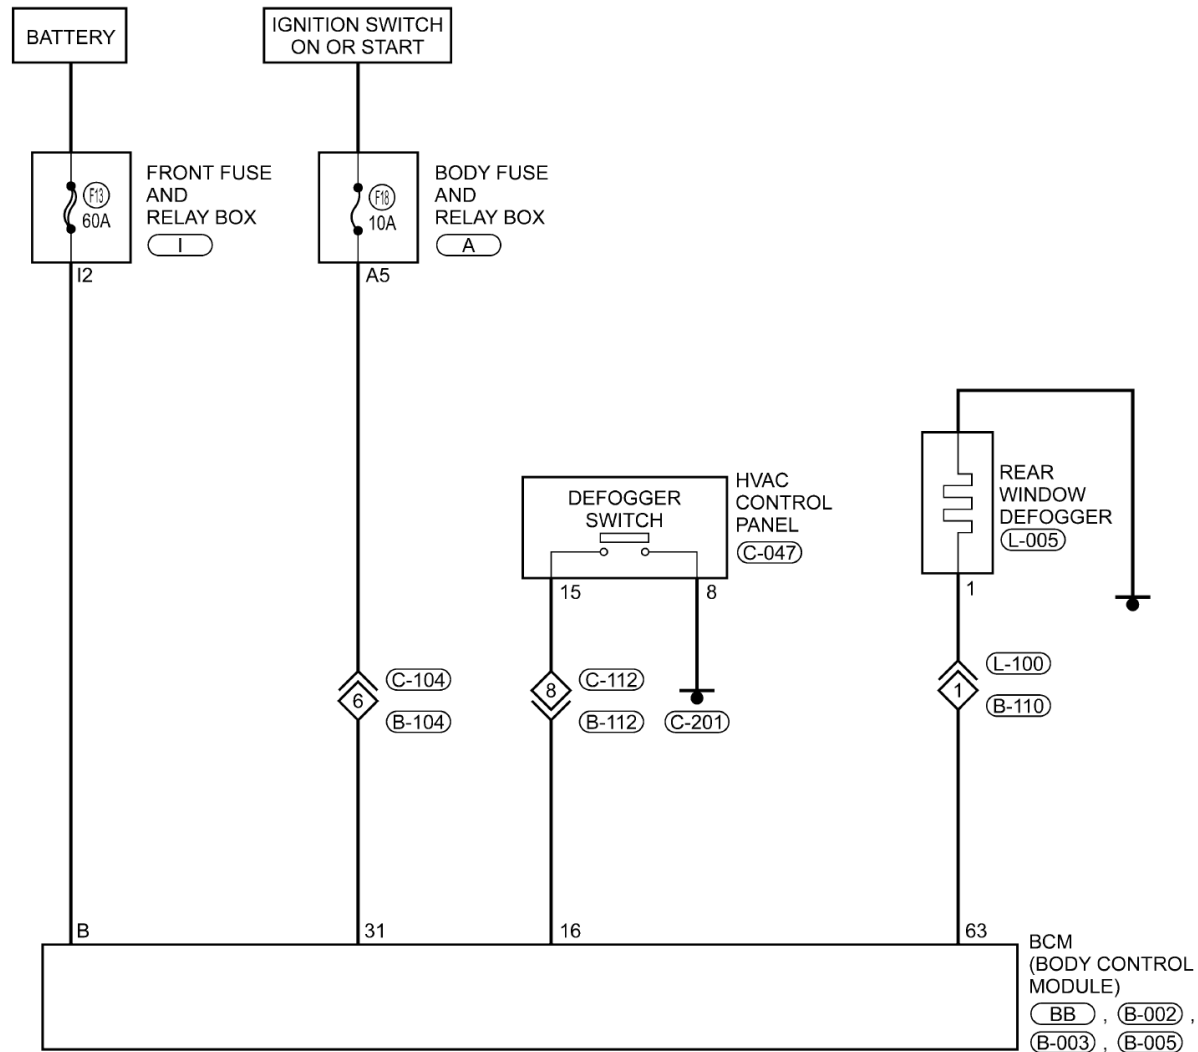 BATTERY
IGNITION SWITCH
ON OR START
F13
60A
FRONT FUSE
AND
RELAY BOX
I
I2
F18
10A
BODY FUSE
AND
RELAY BOX
A
A5
DEFOGGER
SWITCH
HVAC
CONTROL
PANEL
C-047
15
8
REAR
WINDOW
DEFOGGER
L-005
1
6
C-104
B-104
8
C-112
B-112
C-201
1
L-100
B-110
B
31
16
63
BCM
(BODY CONTROL
MODULE)
BB , B-002 ,
B-003 , B-005